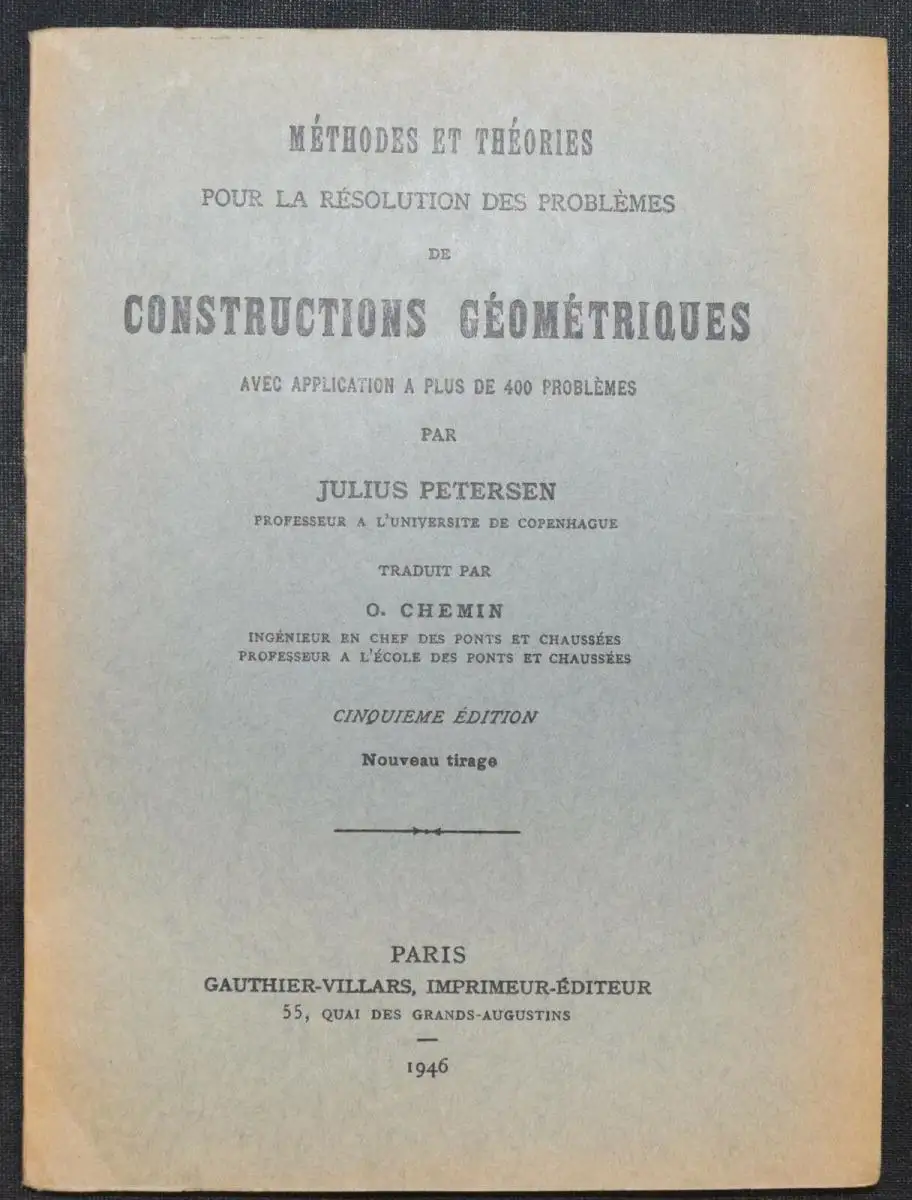 MÉTHODES ET THÉORIES
POUR LA RÉSOLUTION DES PROBLÈMES
DE
CONSTRUCTIONS GÉOMÉTRIQUES
AVEC APPLICATION A PLUS DE 400 PROBLÈMES
PAR
JULIUS PETERSEN
PROFESSEUR A L'UNIVERSITE DE COPENHAGUE
TRADUIT PAR
O. CHEMIN
INGÉNIEUR EN CHEF DES PONTS ET CHAUSSÉES
PROFESSEUR A L'ÉCOLE DES PONTS ET CHAUSSÉES
CINQUIEME ÉDITION
Nouveau tirage
PARIS
GAUTHIER-VILLARS, IMPRIMEUR-ÉDITEUR
55, QUAI DES GRANDS-AUGUSTINS
1946